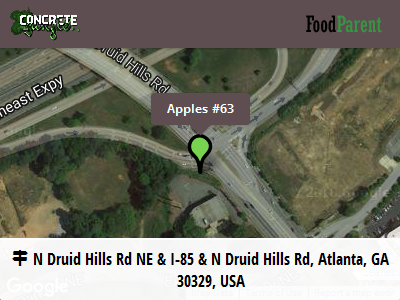 CONCRETE
Jungle
FoodParent
Druid Hills Rd
heast Expy
Apples #63
Google
N Druid Hills Rd NE & I-85 & N Druid Hills Rd, Atlanta, GA
30329, USA